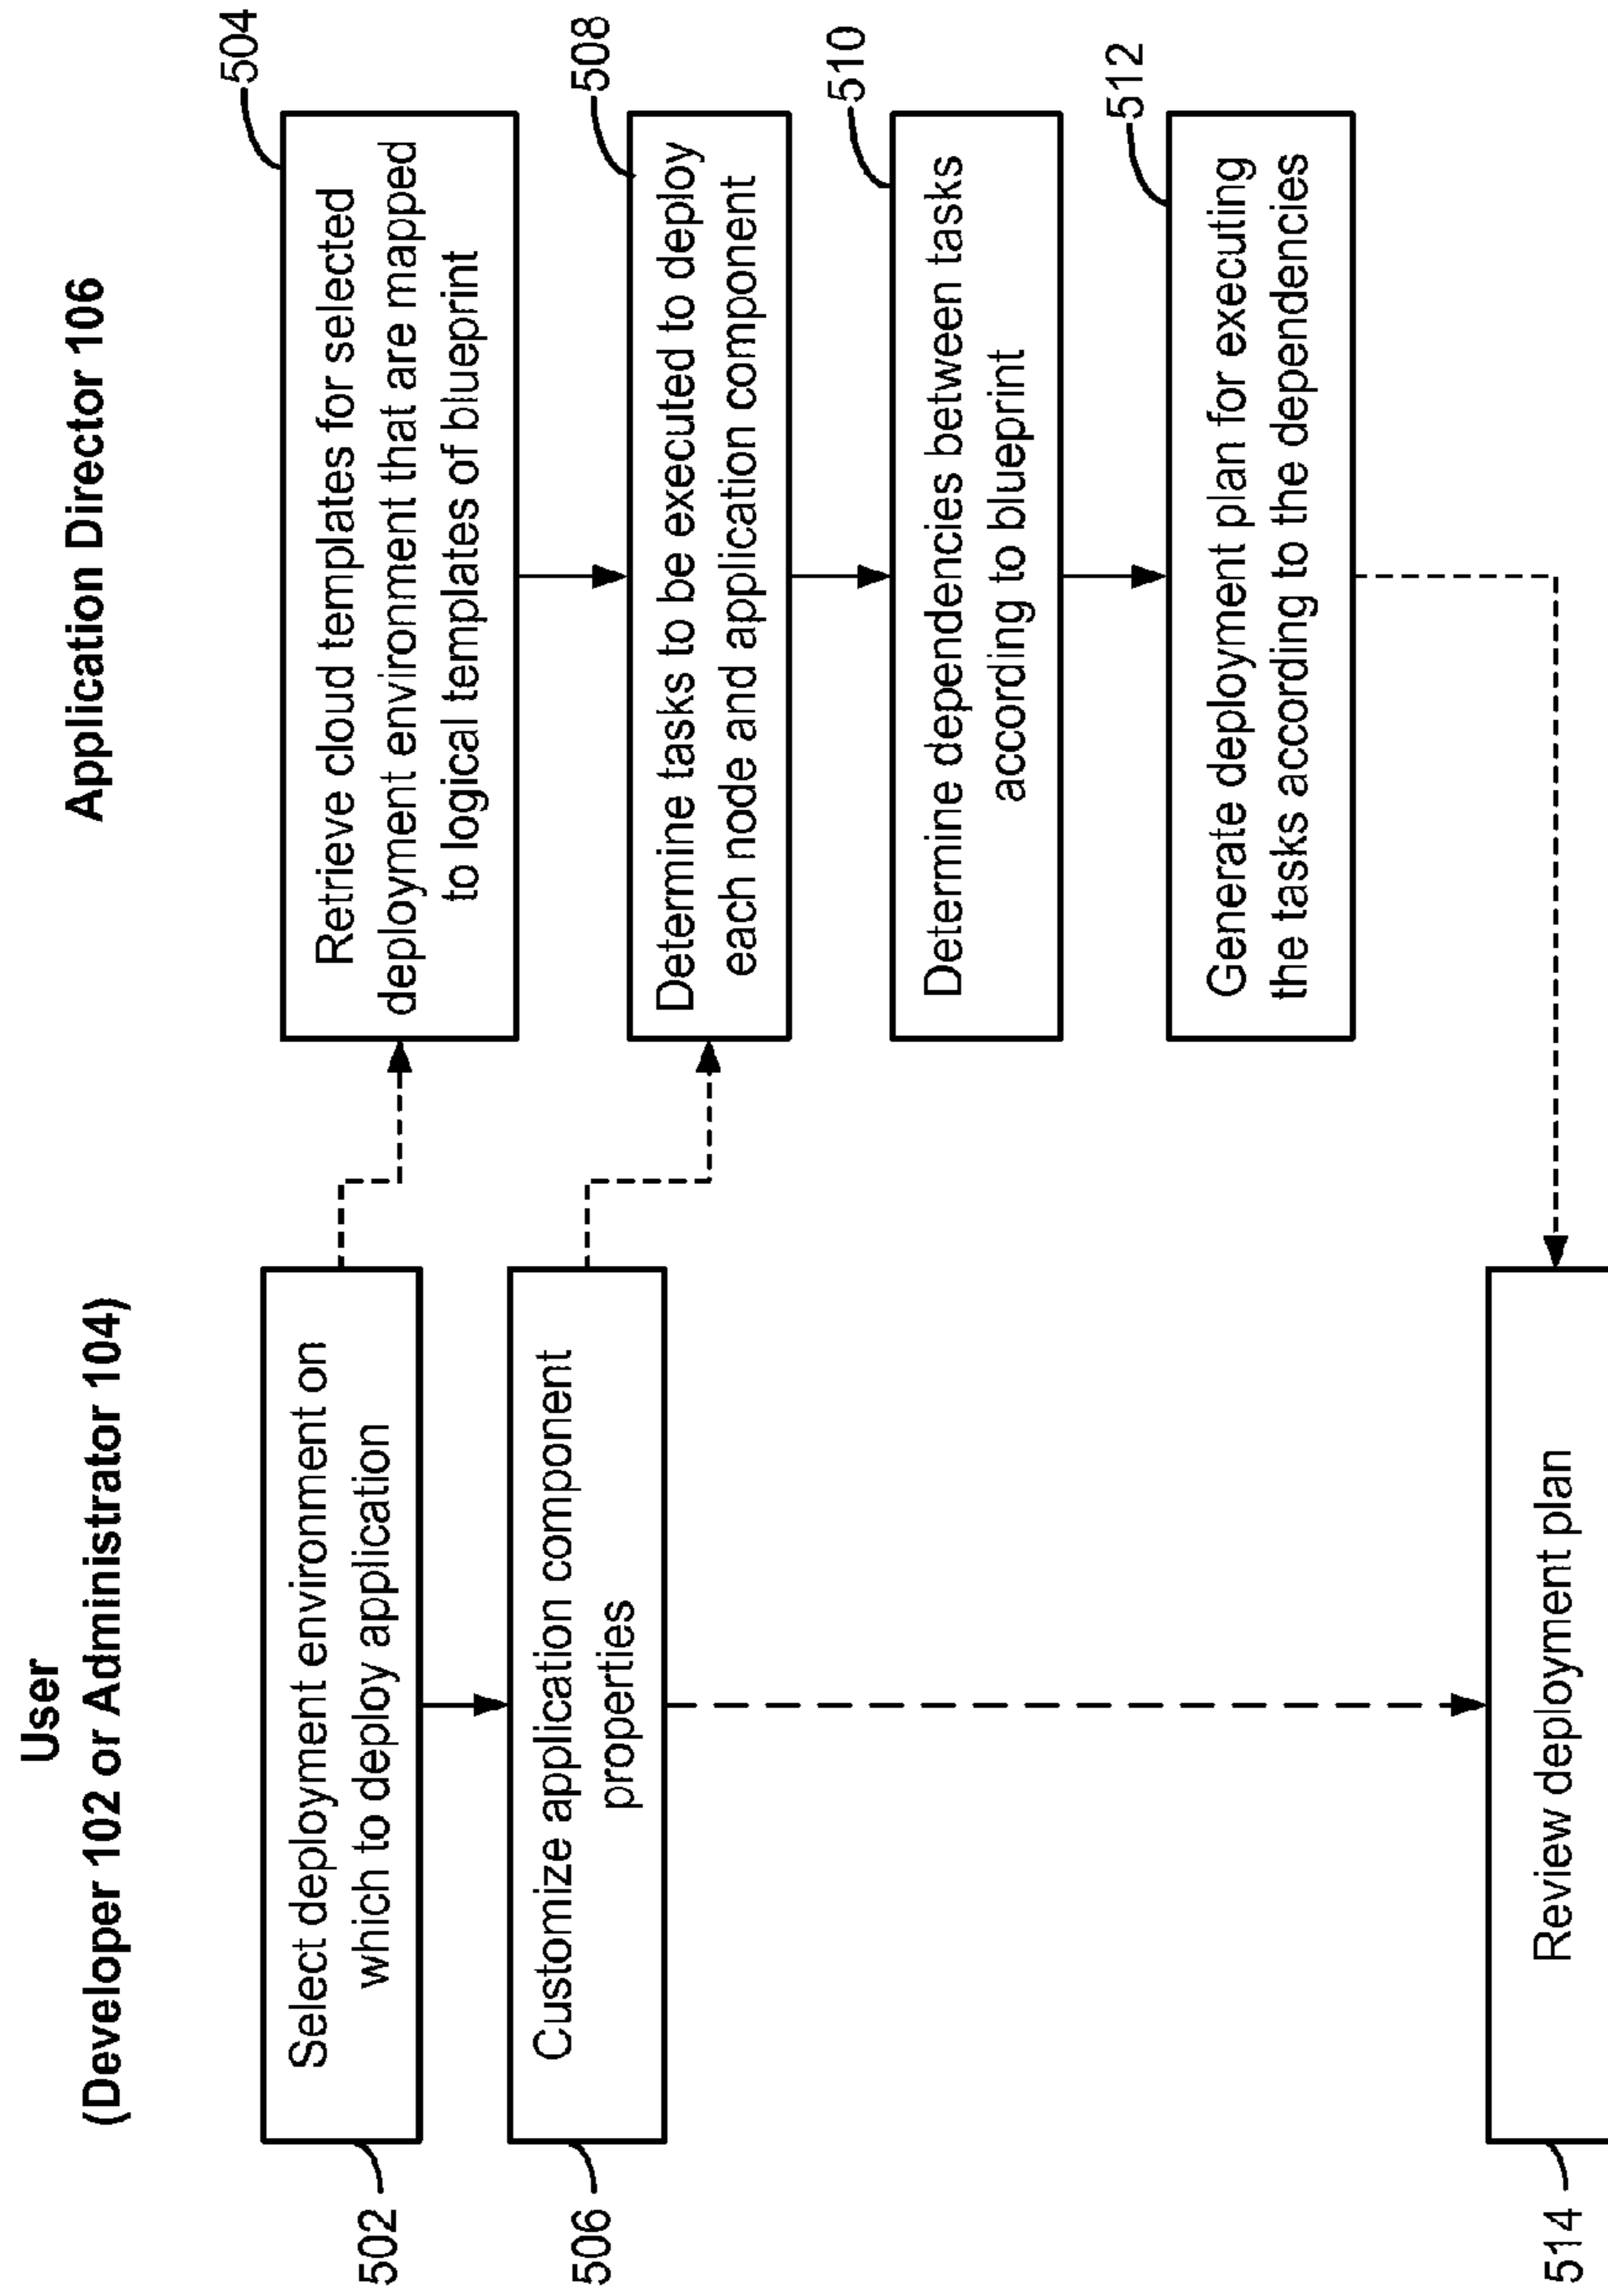 User
(Developer 102 or Administrator 104)
Application Director 106
502
Select deployment environment on
which to deploy application
504
Retrieve cloud templates for selected
deployment environment that are mapped
to logical templates of blueprint
506
Customize application component
properties
508
Determine tasks to be executed to deploy
each node and application component
510
Determine dependencies between tasks
according to blueprint
512
Generate deployment plan for executing
the tasks according to the dependencies
514
Review deployment plan